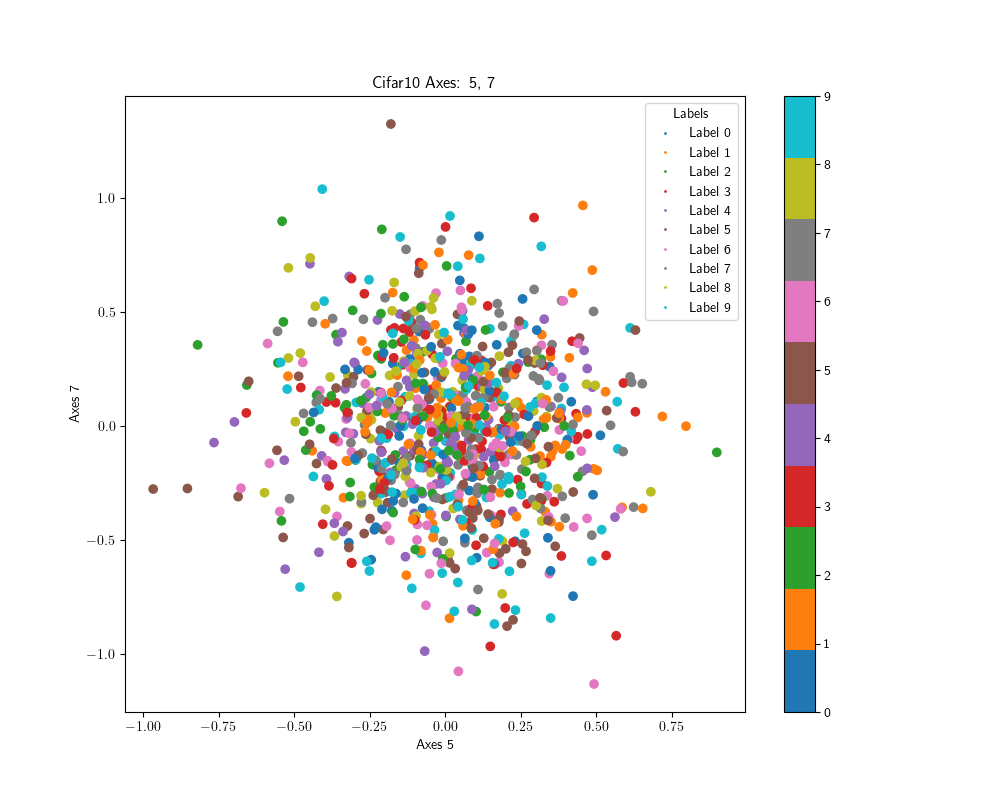 Cifar10 Axes: 5, 7
Labels
Label 0
Label 1
Label 2
Label 3
Label 4
Label 5
Label 6
Label 7
Label 8
Label 9
1.0
0.5
0.0
−0.5
−1.0
Axes 7
−1.00 −0.75 −0.50 −0.25 0.00 0.25 0.50 0.75
Axes 5
9
8
7
6
5
4
3
2
1
0